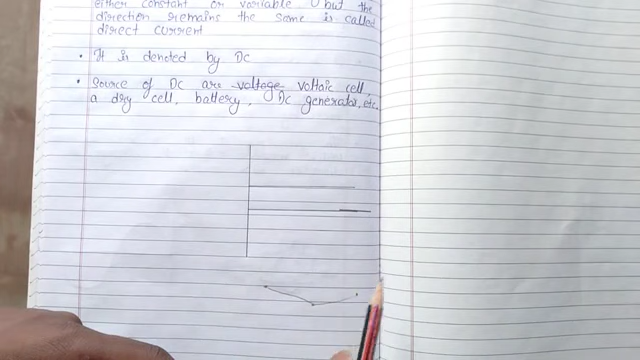 either constant or variable but the
direction remains the same is called
direct current
• It is denoted by DC
• Source of DC are voltage voltaic cell,
a dry cell, battery, DC generator, etc.